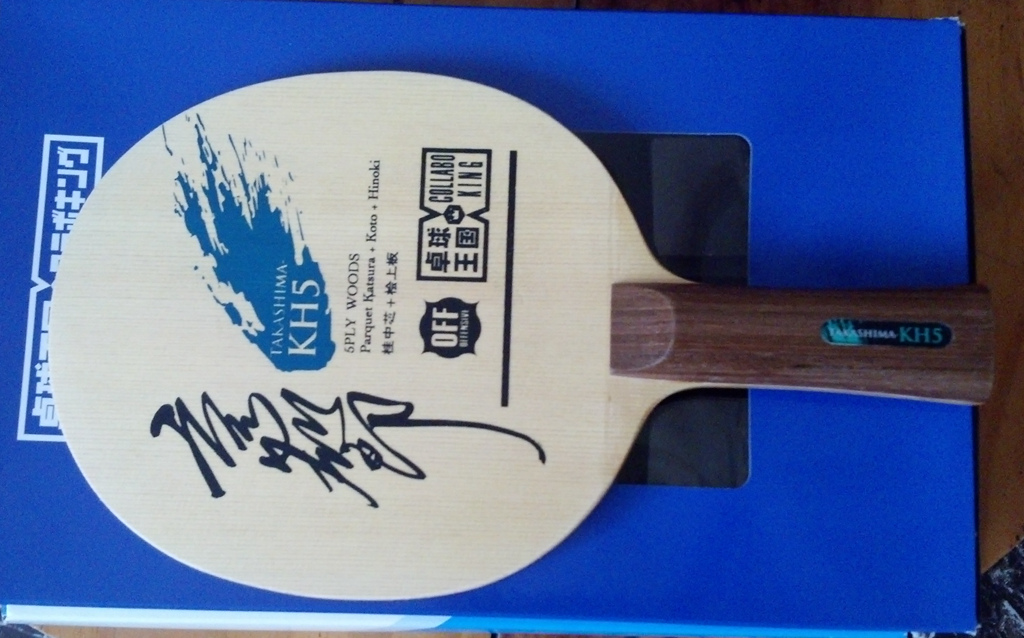 TAKASHIMA
KH5
5PLY WOODS
Parquet Katsura + Koto + Hinoki
桂中芯＋桧上板
OFF
OFFENSIVE
卓球
王国
COLLABO
KING
TAKASHIMA KH5